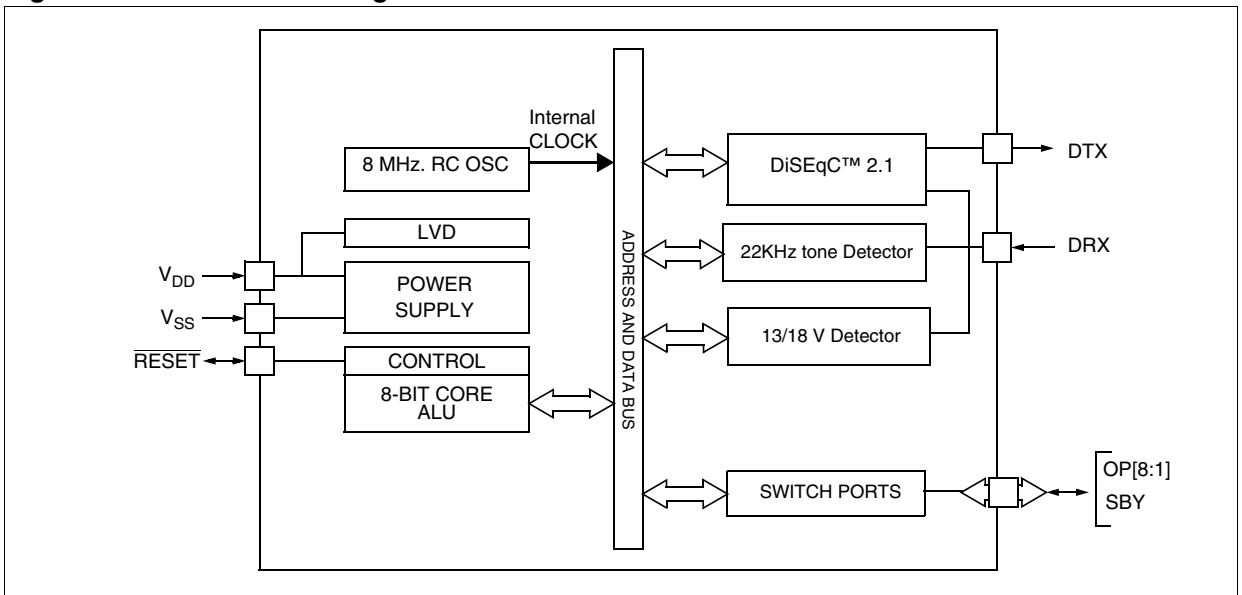 Internal
CLOCK
8 MHz. RC OSC
LVD
POWER
SUPPLY
VDD
VSS
RESET
CONTROL
8-BIT CORE
ALU
ADDRESS AND DATA BUS
DiSEqC™ 2.1
22KHz tone Detector
13/18 V Detector
SWITCH PORTS
DTX
DRX
OP[8:1]
SBY